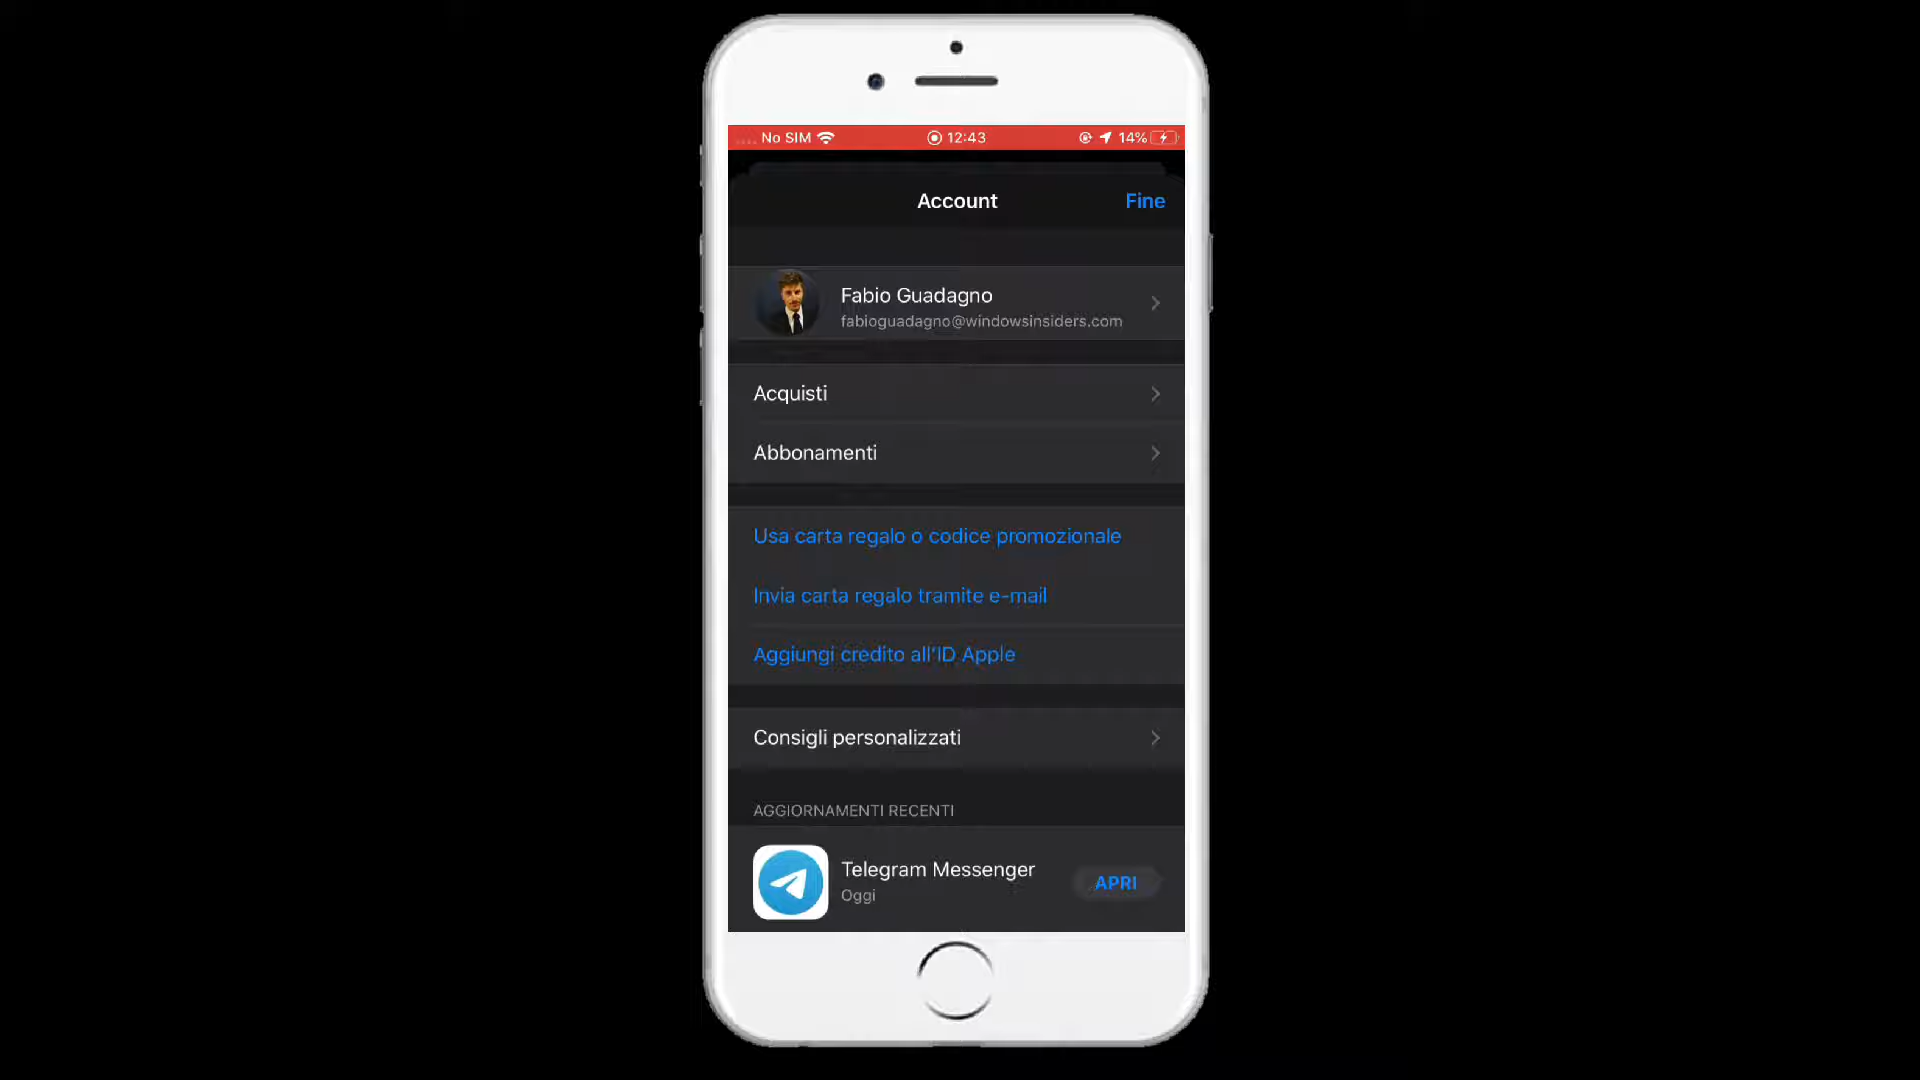 No SIM 12:43 14%
Account Fine
Fabio Guadagno
fabioguadagno@windowsinsiders.com
Acquisti
Abbonamenti
Usa carta regalo o codice promozionale
Invia carta regalo tramite e-mail
Aggiungi credito all'ID Apple
Consigli personalizzati
AGGIORNAMENTI RECENTI
Telegram Messenger
Oggi
APRI